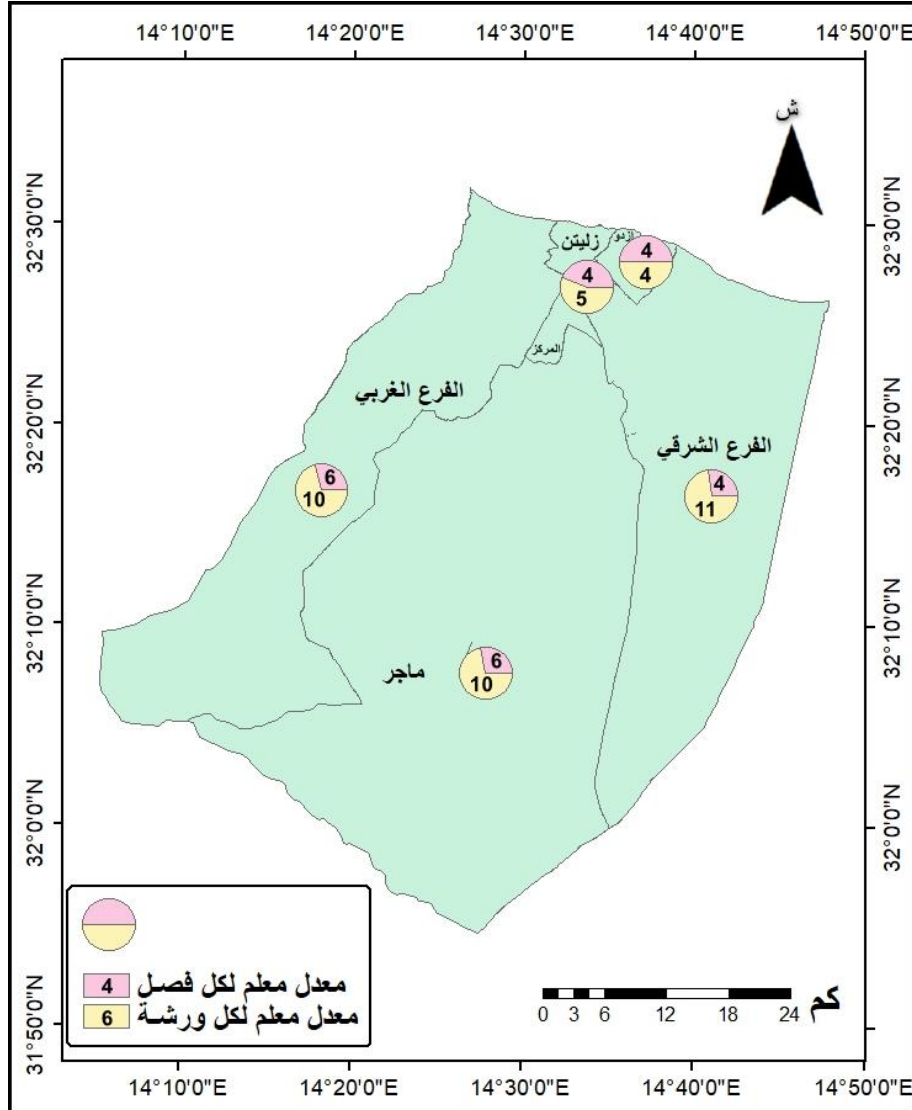 14°10'0"E 14°20'0"E 14°30'0"E 14°40'0"E 14°50'0"E
ش
32°30'0"N 32°30'0"N
زليتن
ازدو
4
4
4
5
المركز
الفرع الغربي
32°20'0"N 32°20'0"N
الفرع الشرقي
6
10
4
11
32°10'0"N 32°10'0"N
ماجر
6
10
32°0'0"N 32°0'0"N
4 معدل معلم لكل فصل
6 معدل معلم لكل ورشة
كم
0 3 6 12 18 24
31°50'0"N
14°10'0"E 14°20'0"E 14°30'0"E 14°40'0"E 14°50'0"E